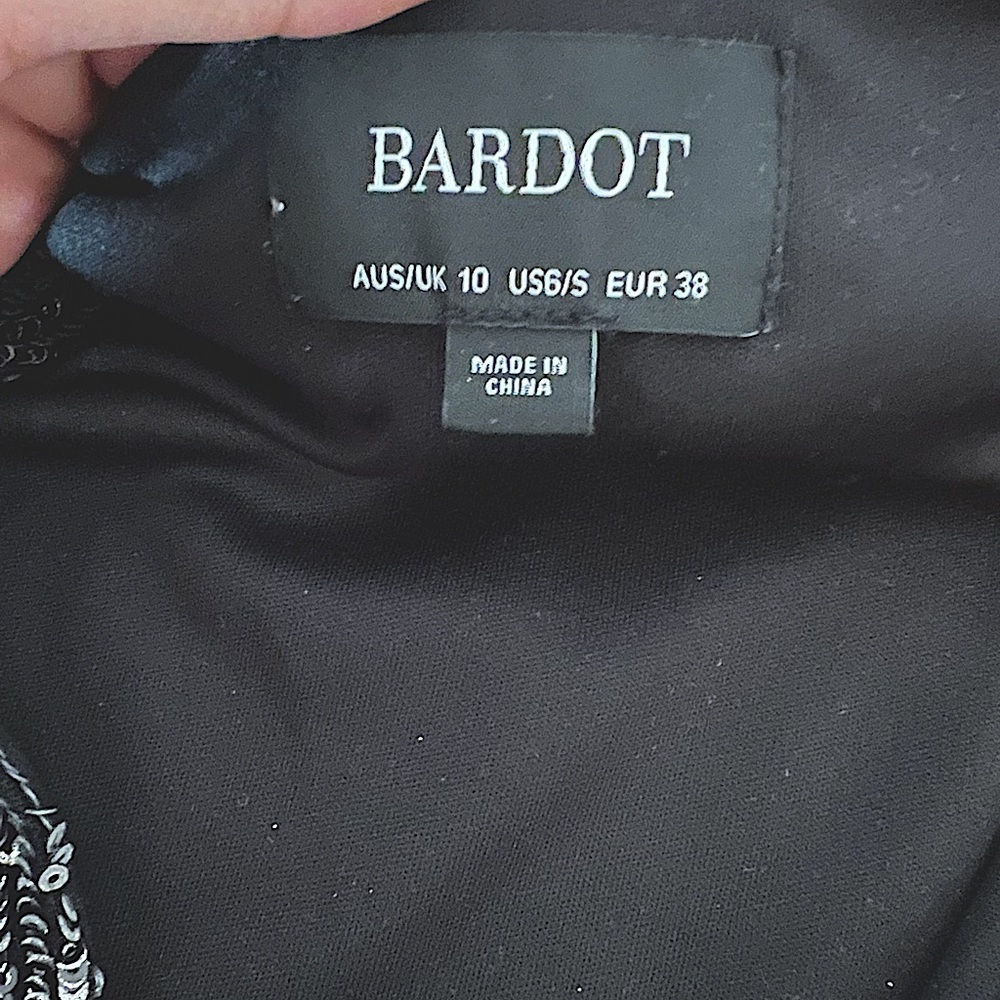 BARDOT
AUS/UK 10 US6/S EUR 38
MADE IN
CHINA